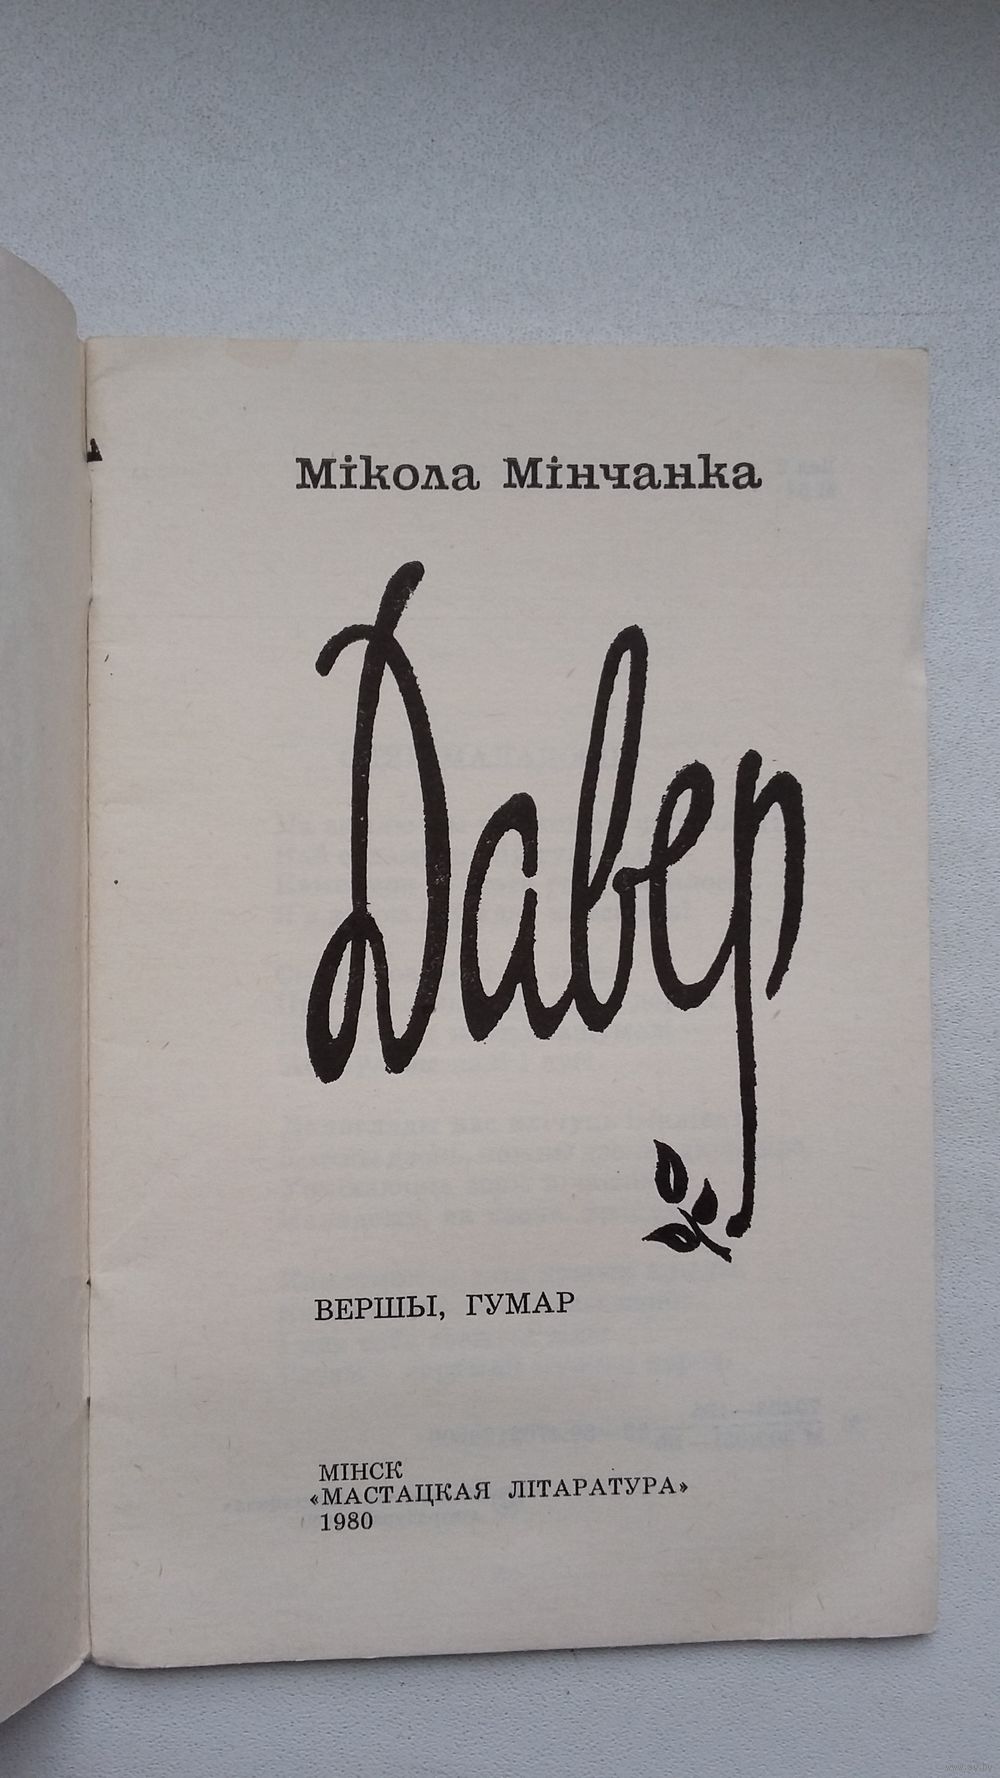 Мікола Мінчанка
Давер
ВЕРШЫ, ГУМАР
МІНСК
«МАСТАЦКАЯ ЛІТАРАТУРА»
1980